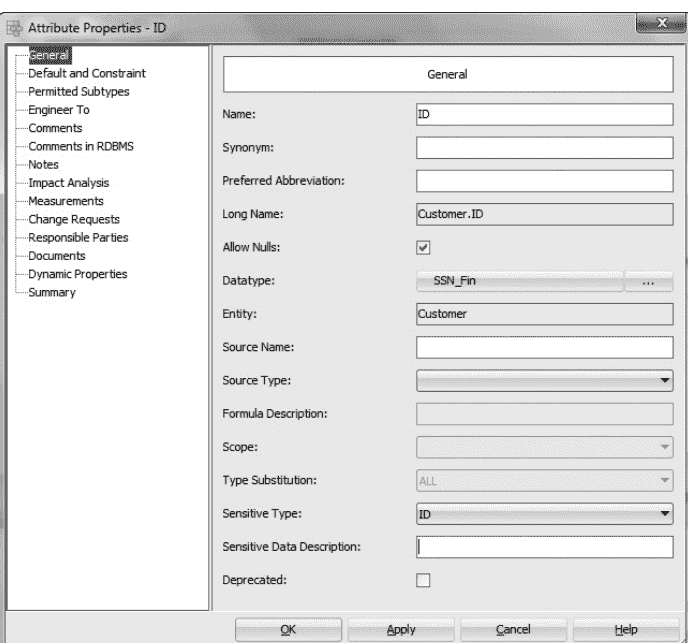 Attribute Properties - ID
General
Default and Constraint
Permitted Subtypes
Engineer To
Comments
Comments in RDBMS
Notes
Impact Analysis
Measurements
Change Requests
Responsible Parties
Documents
Dynamic Properties
Summary
General
Name: ID
Synonym:
Preferred Abbreviation:
Long Name: Customer.ID
Allow Nulls:
Datatype: SSN_Fin ...
Entity: Customer
Source Name:
Source Type:
Formula Description:
Scope:
Type Substitution: ALL
Sensitive Type: ID
Sensitive Data Description:
Deprecated:
OK Apply Cancel Help